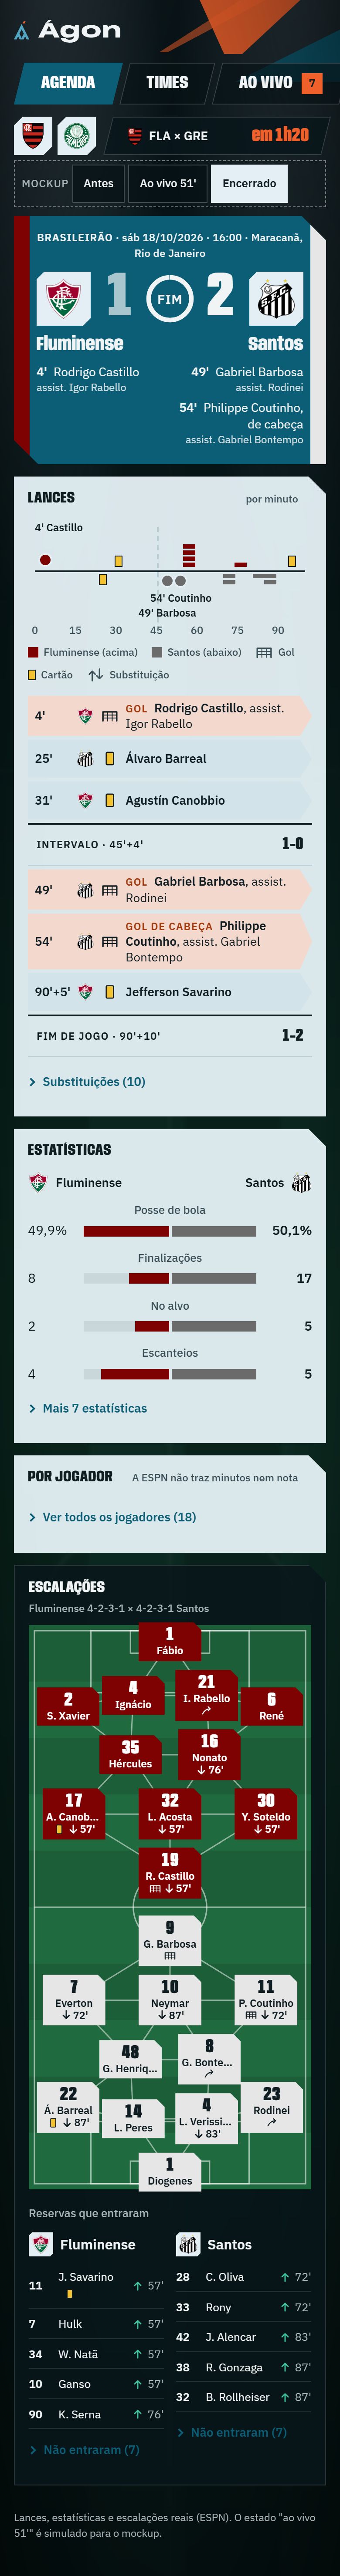 Ágon
AGENDA
TIMES
AO VIVO 7
FLA × GRE em 1h20
MOCKUP Antes Ao vivo 51' Encerrado
BRASILEIRÃO · sáb 18/10/2026 · 16:00 · Maracanã,
Rio de Janeiro
1 FIM 2
Fluminense Santos
4' Rodrigo Castillo
assist. Igor Rabello
49' Gabriel Barbosa
assist. Rodinei
54' Philippe Coutinho,
de cabeça
assist. Gabriel Bontempo
LANCES por minuto
4' Castillo
54' Coutinho
49' Barbosa
0 15 30 45 60 75 90
Fluminense (acima) Santos (abaixo) Gol
Cartão Substituição
4' GOL Rodrigo Castillo, assist.
Igor Rabello
25' Álvaro Barreal
31' Agustín Canobbio
INTERVALO · 45'+4' 1-0
49' GOL Gabriel Barbosa, assist.
Rodinei
54' GOL DE CABEÇA Philippe
Coutinho, assist. Gabriel
Bontempo
90'+5' Jefferson Savarino
FIM DE JOGO · 90'+10' 1-2
Substituições (10)
ESTATÍSTICAS
Fluminense Santos
Posse de bola
49,9% 50,1%
Finalizações
8 17
No alvo
2 5
Escanteios
4 5
Mais 7 estatísticas
POR JOGADOR A ESPN não traz minutos nem nota
Ver todos os jogadores (18)
ESCALAÇÕES
Fluminense 4-2-3-1 × 4-2-3-1 Santos
1
Fábio
2
S. Xavier
4
Ignácio
21
I. Rabello
6
René
35
Hércules
16
Nonato
76'
17
A. Canob...
57'
32
L. Acosta
57'
30
Y. Soteldo
57'
19
R. Castillo
57'
9
G. Barbosa
7
Everton
72'
10
Neymar
87'
11
P. Coutinho
72'
48
G. Henriq...
8
G. Bonte...
22
Á. Barreal
87'
14
L. Peres
4
L. Veríssi...
83'
23
Rodinei
1
Diogenes
Reservas que entraram
Fluminense
11 J. Savarino 57'
7 Hulk 57'
34 W. Natã 57'
10 Ganso 57'
90 K. Serna 76'
Não entraram (7)
Santos
28 C. Oliva 72'
33 Rony 72'
42 J. Alencar 83'
38 R. Gonzaga 87'
32 B. Rollheiser 87'
Não entraram (7)
Lances, estatísticas e escalações reais (ESPN). O estado "ao vivo
51'" é simulado para o mockup.